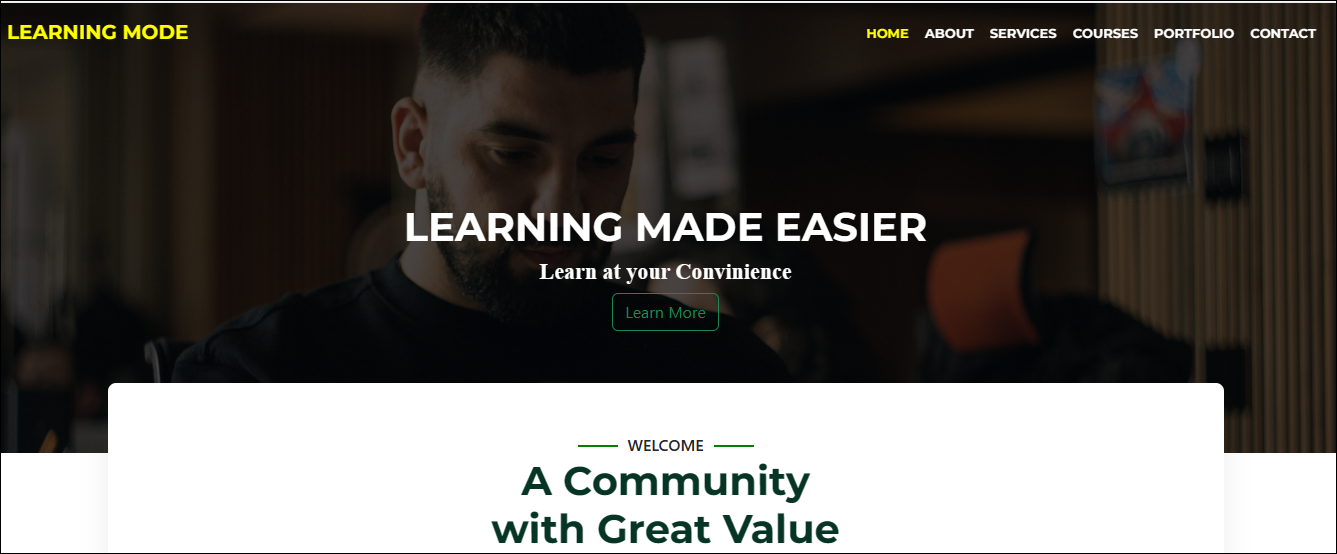 LEARNING MODE
HOME ABOUT SERVICES COURSES PORTFOLIO CONTACT
LEARNING MADE EASIER
Learn at your Convinience
Learn More
WELCOME
A Community
with Great Value